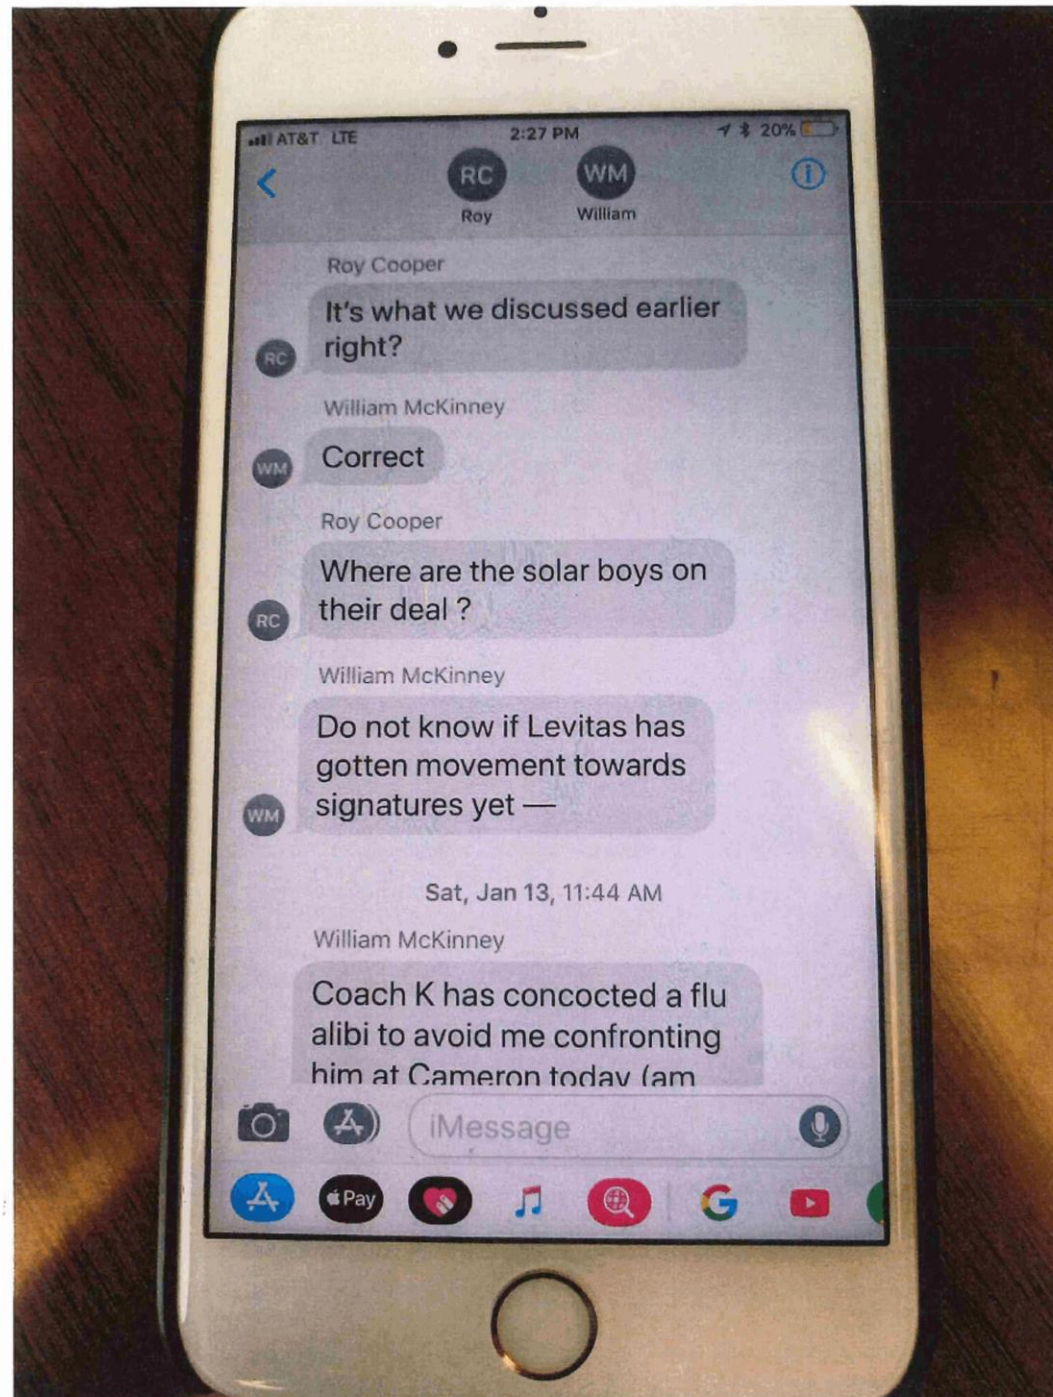 AT&T LTE 2:27 PM 20%
RC WM
Roy William
Roy Cooper
It's what we discussed earlier
right?
RC
William McKinney
Correct
WM
Roy Cooper
Where are the solar boys on
their deal ?
RC
William McKinney
Do not know if Levitas has
gotten movement towards
signatures yet —
WM
Sat, Jan 13, 11:44 AM
William McKinney
Coach K has concocted a flu
alibi to avoid me confronting
him at Cameron today (am
iMessage
Pay G